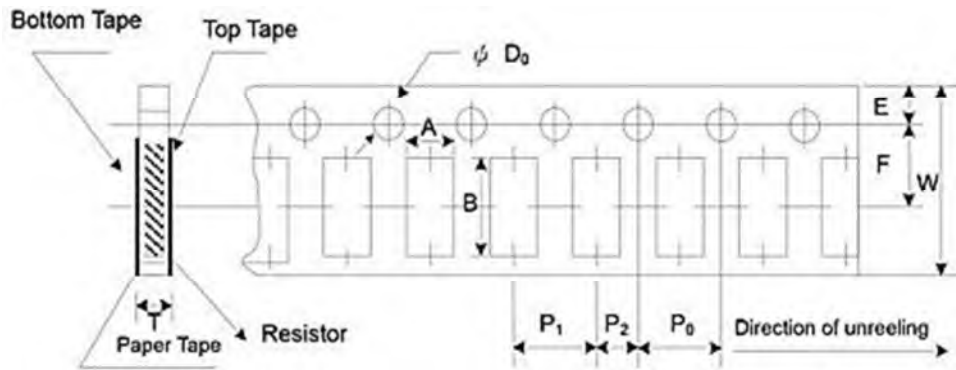 Bottom Tape
Top Tape
ψ D₀
A
E
F
W
B
T
Paper Tape
Resistor
P₁
P₂
P₀
Direction of unreeling